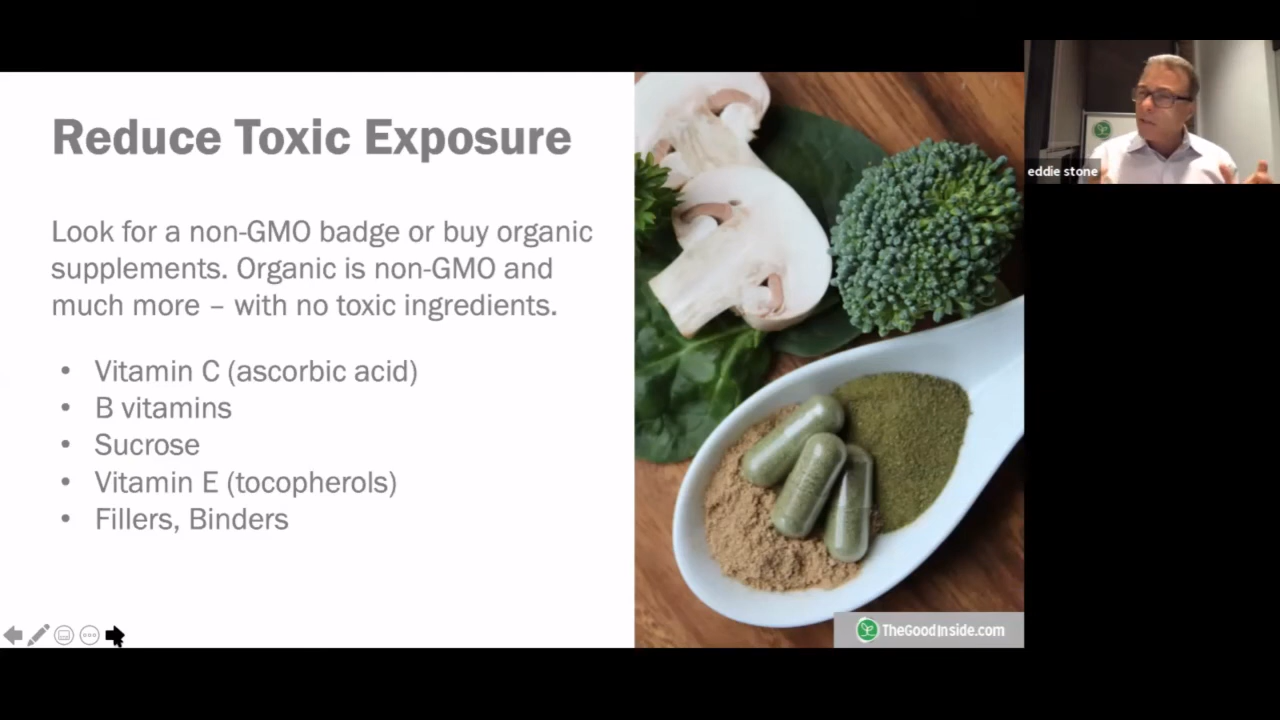 Reduce Toxic Exposure
Look for a non-GMO badge or buy organic
supplements. Organic is non-GMO and
much more – with no toxic ingredients.
• Vitamin C (ascorbic acid)
• B vitamins
• Sucrose
• Vitamin E (tocopherols)
• Fillers, Binders
TheGoodInside.com
eddie stone